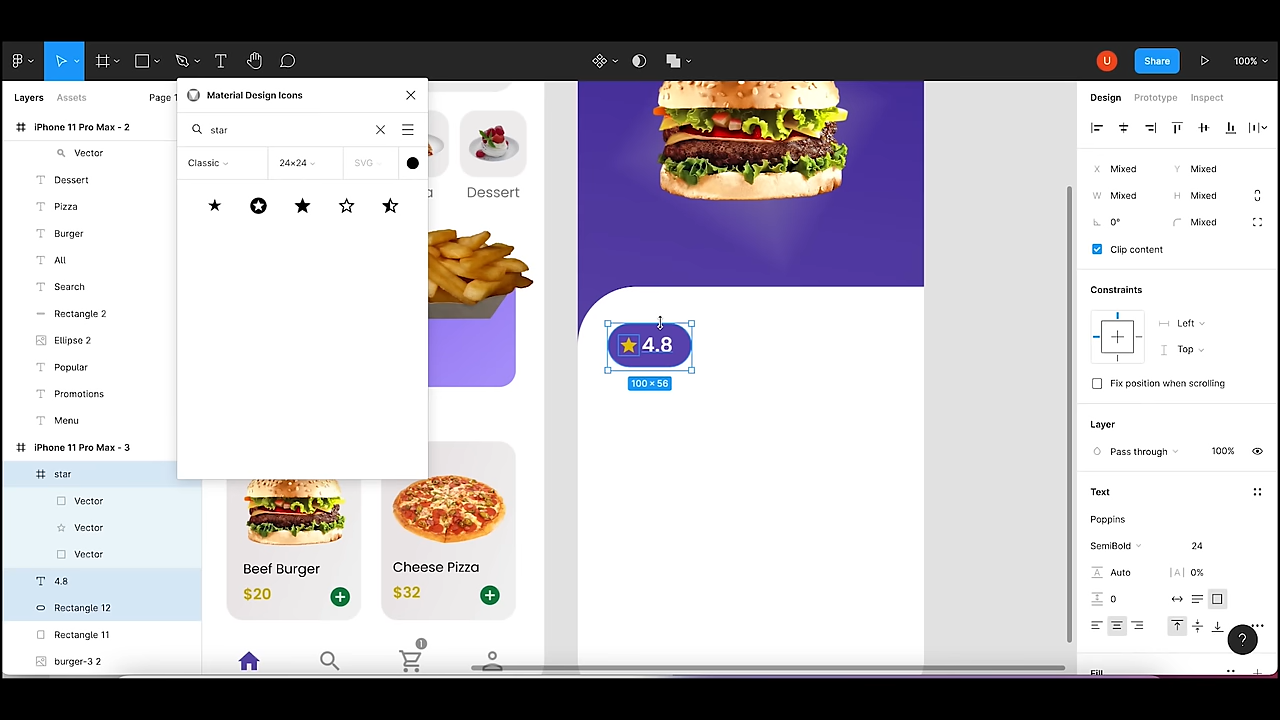 U
Share
100%
Layers
Assets
Page 1
iPhone 11 Pro Max - 2
Vector
Dessert
Pizza
Burger
All
Search
Rectangle 2
Ellipse 2
Popular
Promotions
Menu
iPhone 11 Pro Max - 3
star
Vector
Vector
Vector
4.8
Rectangle 12
Rectangle 11
burger-3 2
Material Design Icons
star
Classic
24×24
SVG
a
Dessert
Beef Burger
$20
Cheese Pizza
$32
1
4.8
100 × 56
Design
Prototype
Inspect
X Mixed
Y Mixed
W Mixed
H Mixed
0°
Mixed
Clip content
Constraints
Left
Top
Fix position when scrolling
Layer
Pass through
100%
Text
Poppins
SemiBold
24
Auto
0%
0
?
Fill